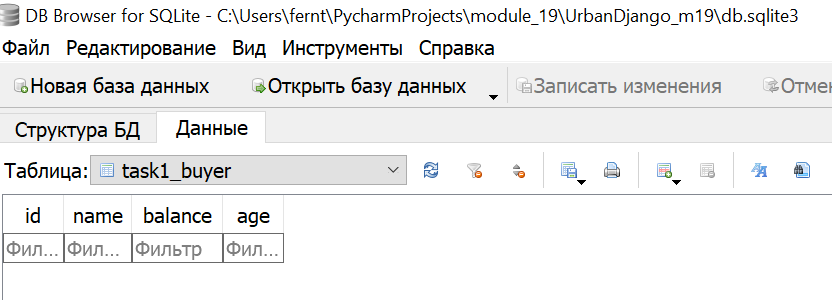 DB Browser for SQLite - C:\Users\fernt\PycharmProjects\module_19\UrbanDjango_m19\db.sqlite3
Файл Редактирование Вид Инструменты Справка
Новая база данных Открыть базу данных Записать изменения Отмен
Структура БД Данные
Таблица: task1_buyer
id name balance age
Фил... Фил... Фильтр Фил...